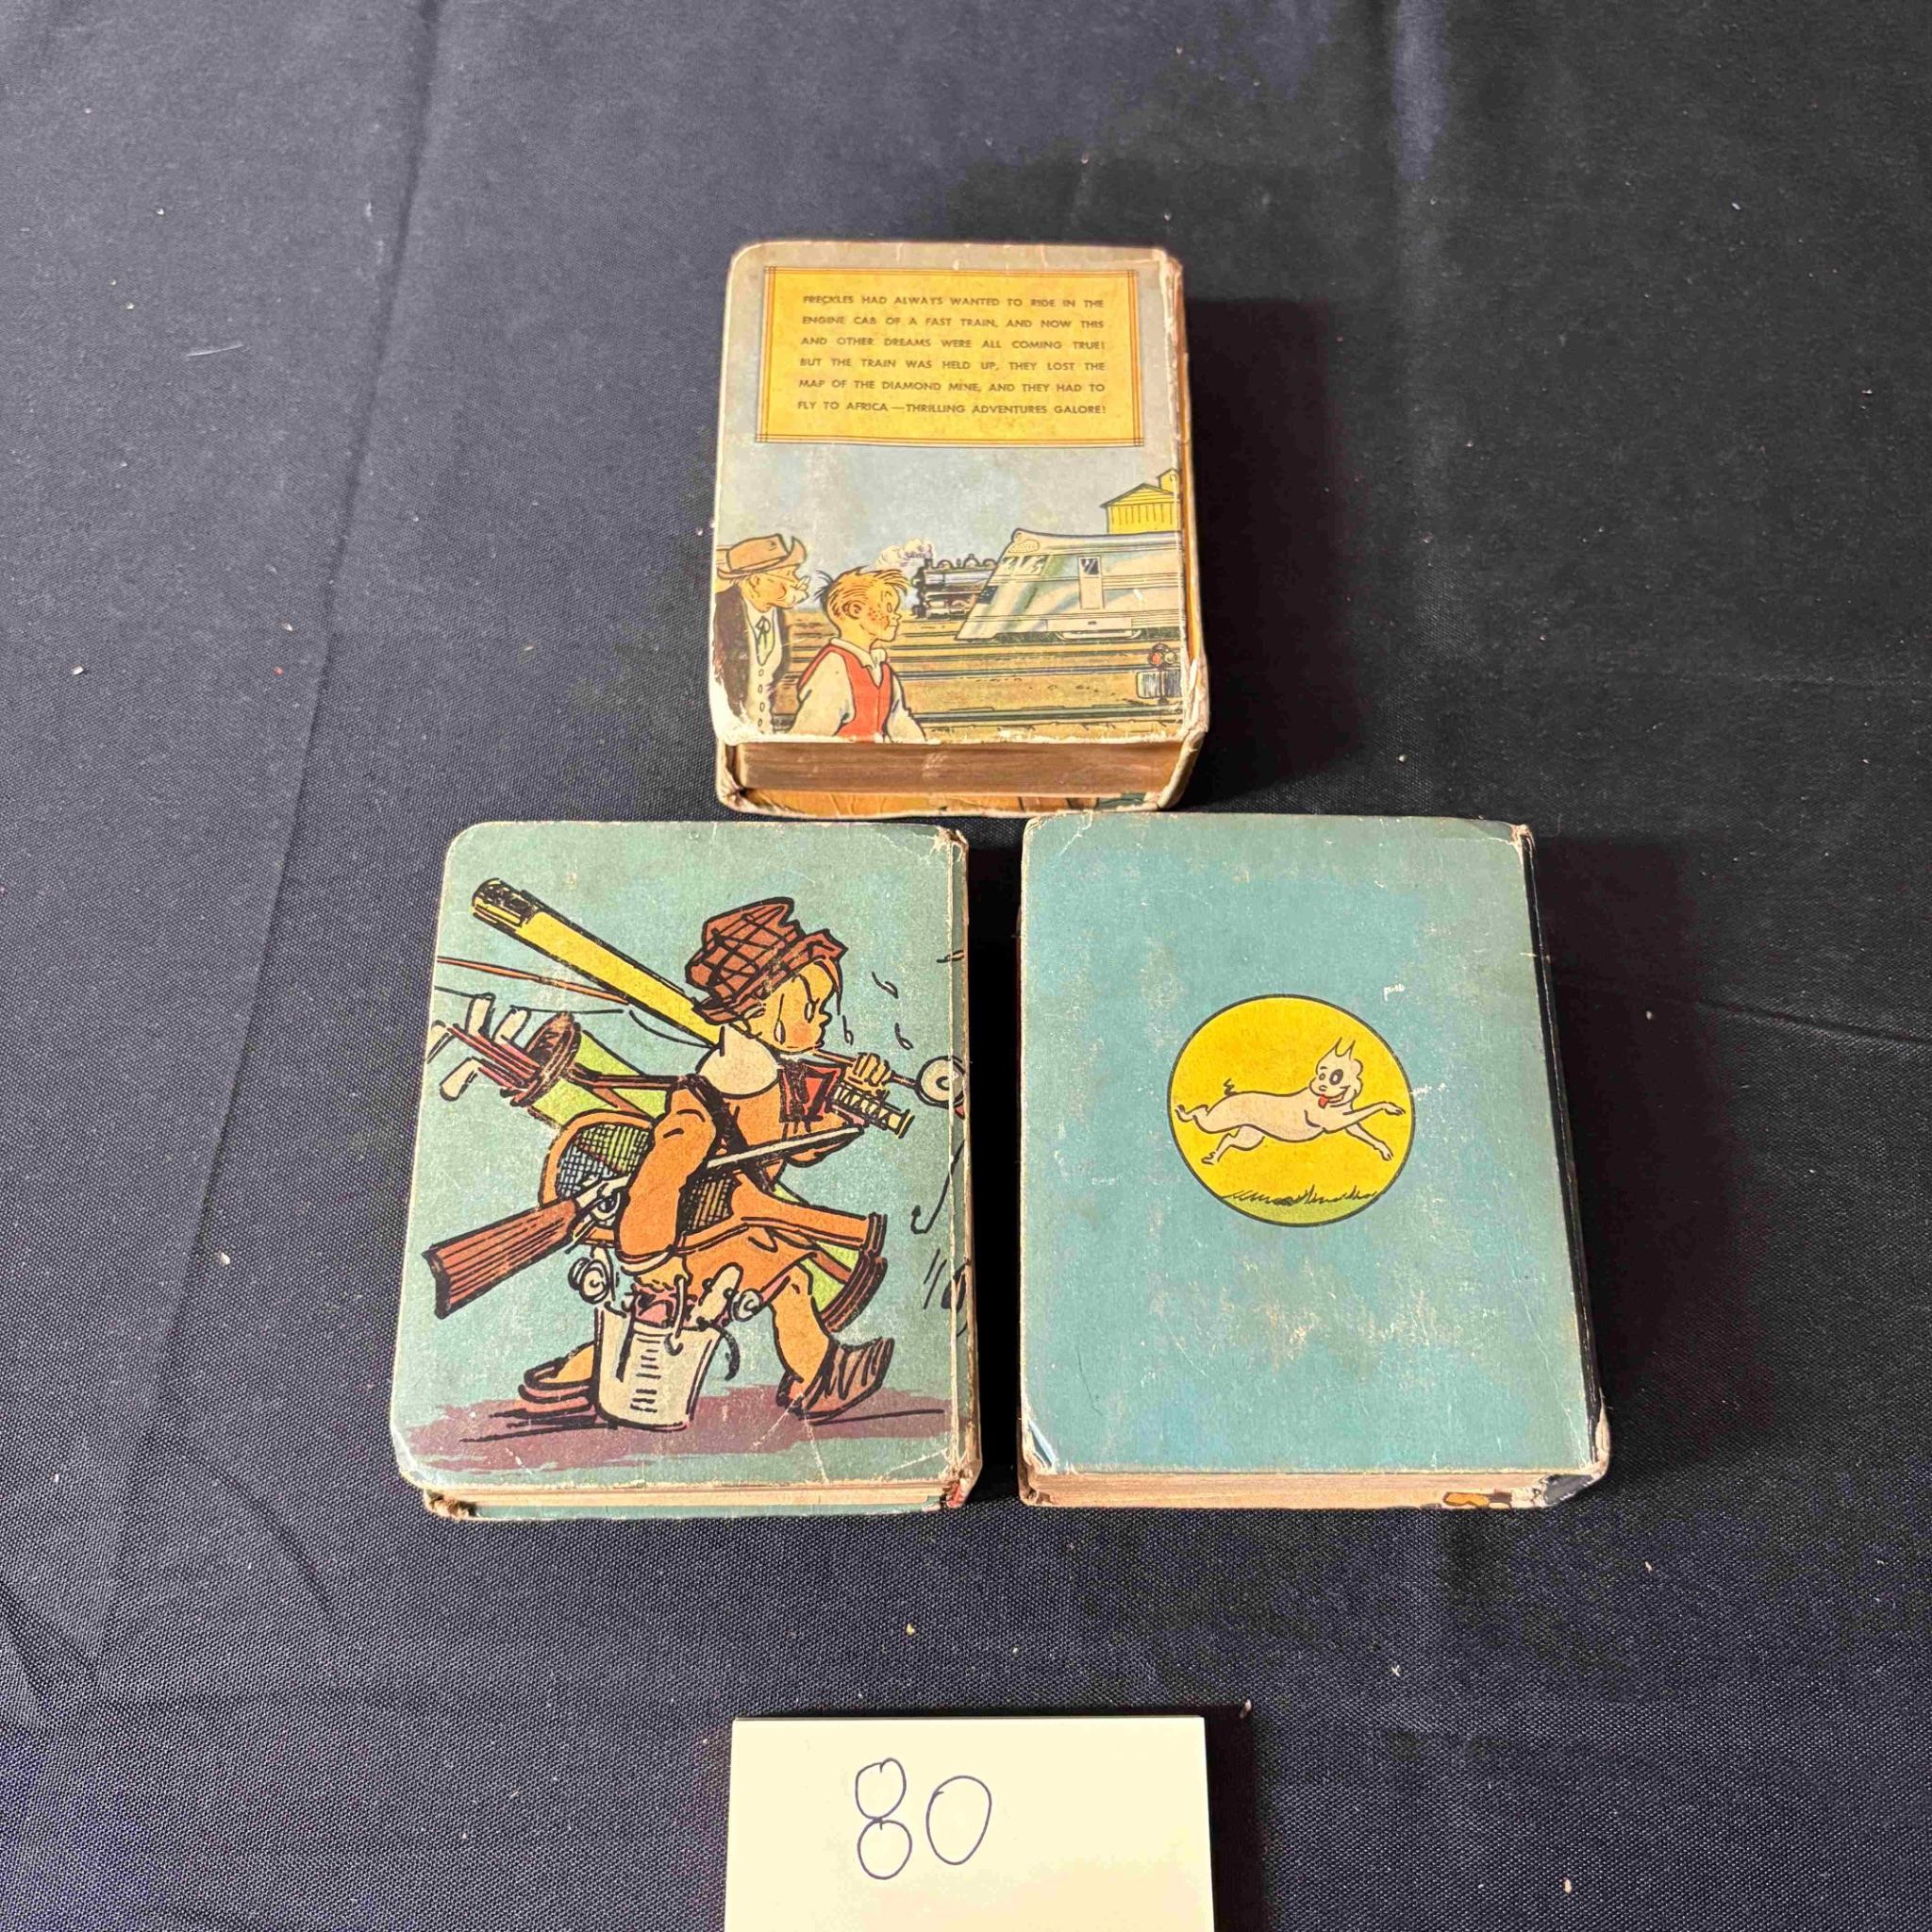 FRECKLES HAD ALWAYS WANTED TO RIDE IN THE
ENGINE CAB OF A FAST TRAIN, AND NOW THIS
AND OTHER DREAMS WERE ALL COMING TRUE!
BUT THE TRAIN WAS HELD UP, THEY LOST THE
MAP OF THE DIAMOND MINE, AND THEY HAD TO
FLY TO AFRICA—THRILLING ADVENTURES GALORE!
80